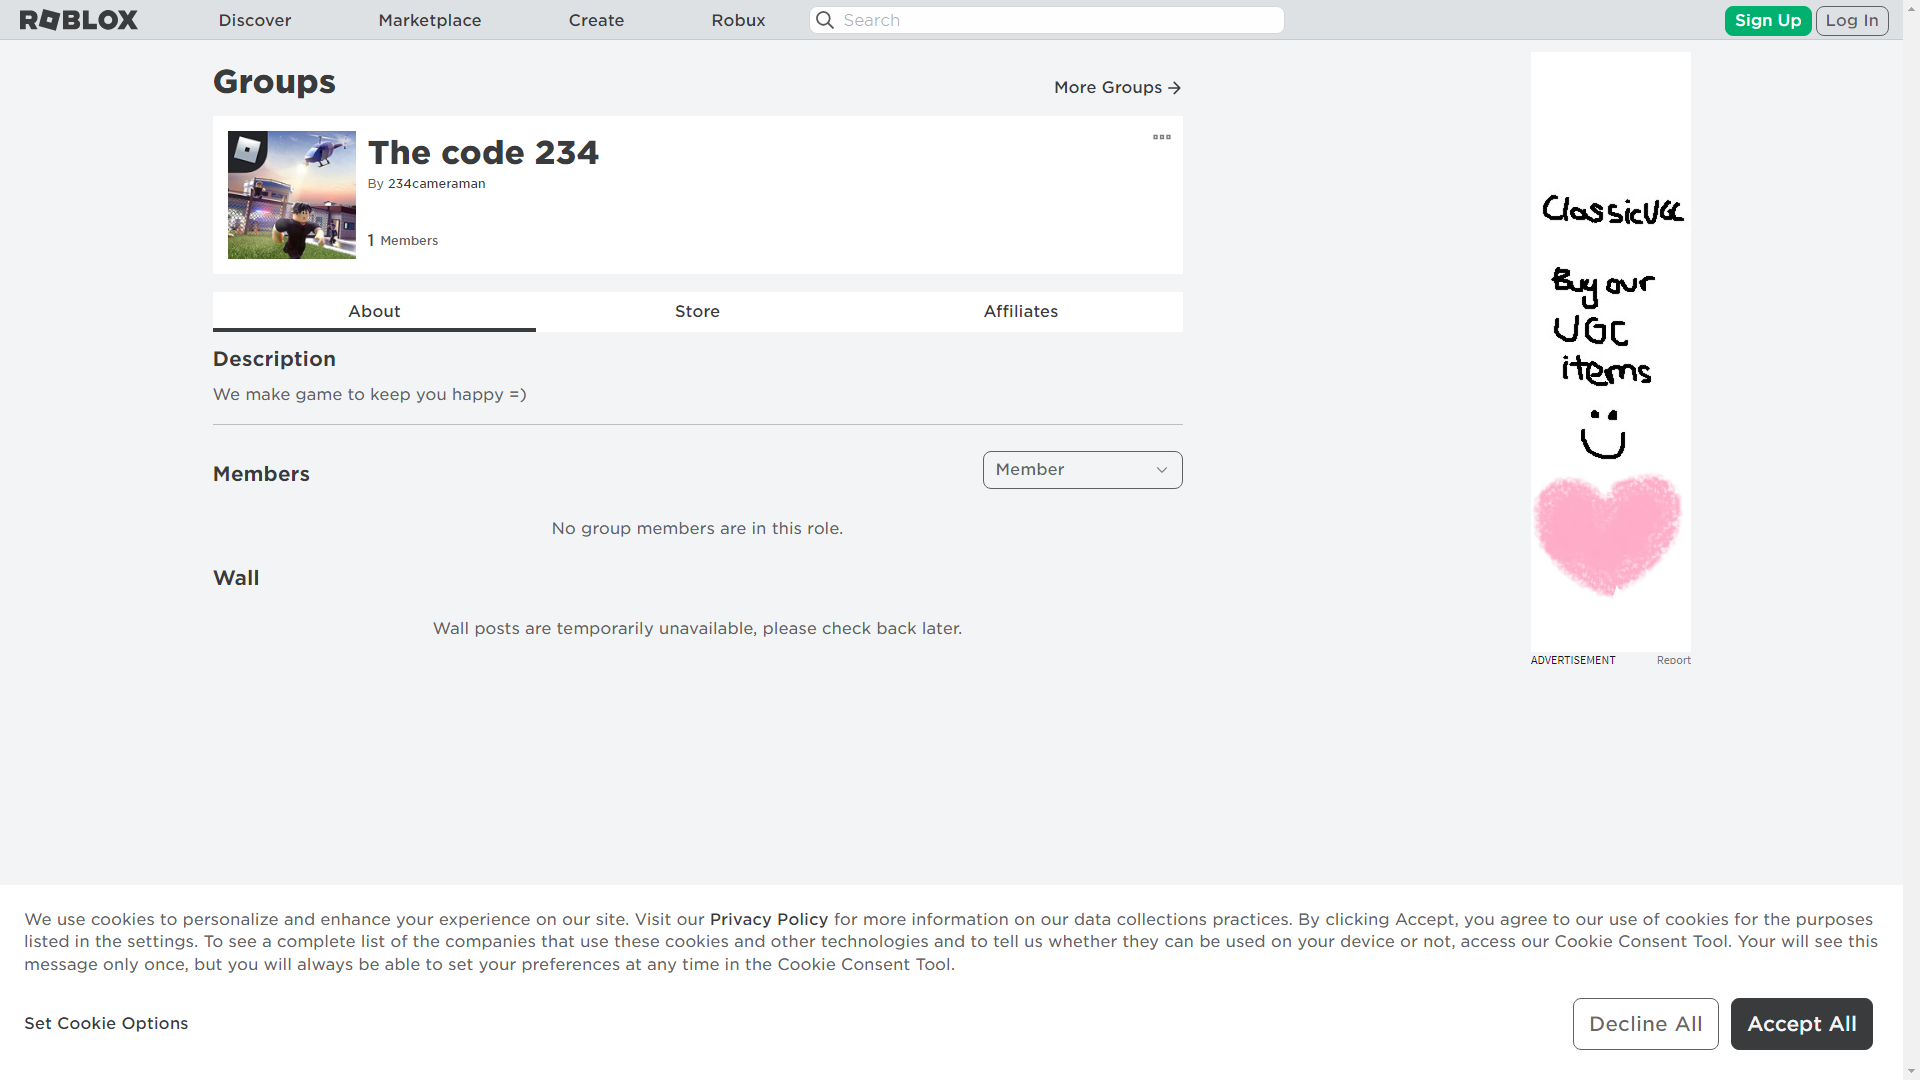 ROBLOX
Discover
Marketplace
Create
Robux
Search
Sign Up
Log In
Groups
More Groups
The code 234
By 234cameraman
1 Members
About
Store
Affiliates
Description
We make game to keep you happy =)
Members
Member
No group members are in this role.
Wall
Wall posts are temporarily unavailable, please check back later.
ClassicUGC
Buy our
UGC
items
ADVERTISEMENT
Report
We use cookies to personalize and enhance your experience on our site. Visit our Privacy Policy for more information on our data collections practices. By clicking Accept, you agree to our use of cookies for the purposes
listed in the settings. To see a complete list of the companies that use these cookies and other technologies and to tell us whether they can be used on your device or not, access our Cookie Consent Tool. Your will see this
message only once, but you will always be able to set your preferences at any time in the Cookie Consent Tool.
Set Cookie Options
Decline All
Accept All